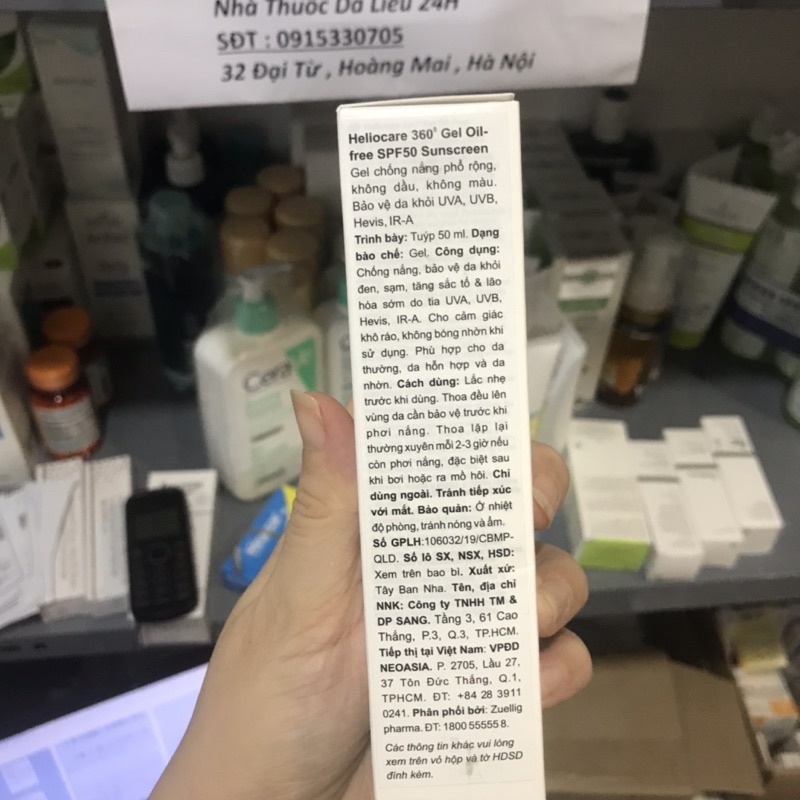 Nhà Thuốc Da Liễu 24H
SĐT : 0915330705
32 Đại Từ , Hoàng Mai , Hà Nội
Heliocare 360° Gel Oil-
free SPF50 Sunscreen
Gel chống nắng phổ rộng,
không dầu, không màu.
Bảo vệ da khỏi UVA, UVB,
Hevis, IR-A
Trình bày: Tuýp 50 ml. Dạng
bào chế: Gel. Công dụng:
Chống nắng, bảo vệ da khỏi
đen, sạm, tăng sắc tố & lão
hóa sớm do tia UVA, UVB,
Hevis, IR-A. Cho cảm giác
khô ráo, không bóng nhờn khi
sử dụng. Phù hợp cho da
thường, da hỗn hợp và da
nhờn. Cách dùng: Lắc nhẹ
trước khi dùng. Thoa đều lên
vùng da cần bảo vệ trước khi
phơi nắng. Thoa lặp lại
thường xuyên mỗi 2-3 giờ nếu
còn phơi nắng, đặc biệt sau
khi bơi hoặc ra mồ hôi. Chỉ
dùng ngoài. Tránh tiếp xúc
với mắt. Bảo quản: Ở nhiệt
độ phòng, tránh nóng và ẩm.
Số GPLH:106032/19/CBMP-
QLD. Số lô SX, NSX, HSD:
Xem trên bao bì. Xuất xứ:
Tây Ban Nha. Tên, địa chỉ
NNK: Công ty TNHH TM &
DP SANG. Tầng 3, 61 Cao
Thắng, P.3, Q.3, TP.HCM.
Tiếp thị tại Việt Nam: VPĐD
NEOASIA. P. 2705, Lầu 27,
37 Tôn Đức Thắng, Q.1,
TPHCM. ĐT: +84 28 3911
0241. Phân phối bởi: Zuellig
pharma. ĐT: 1800 55555 8.
Các thông tin khác vui lòng
xem trên vỏ hộp và tờ HDSD
đính kèm.